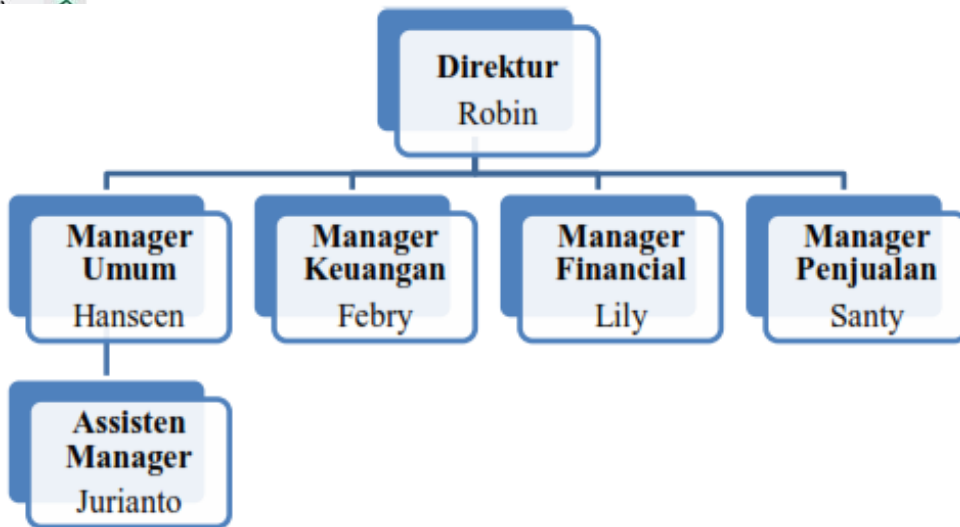 Direktur
Robin
Manager
Umum
Hanseen
Manager
Keuangan
Febry
Manager
Financial
Lily
Manager
Penjualan
Santy
Assisten
Manager
Jurianto